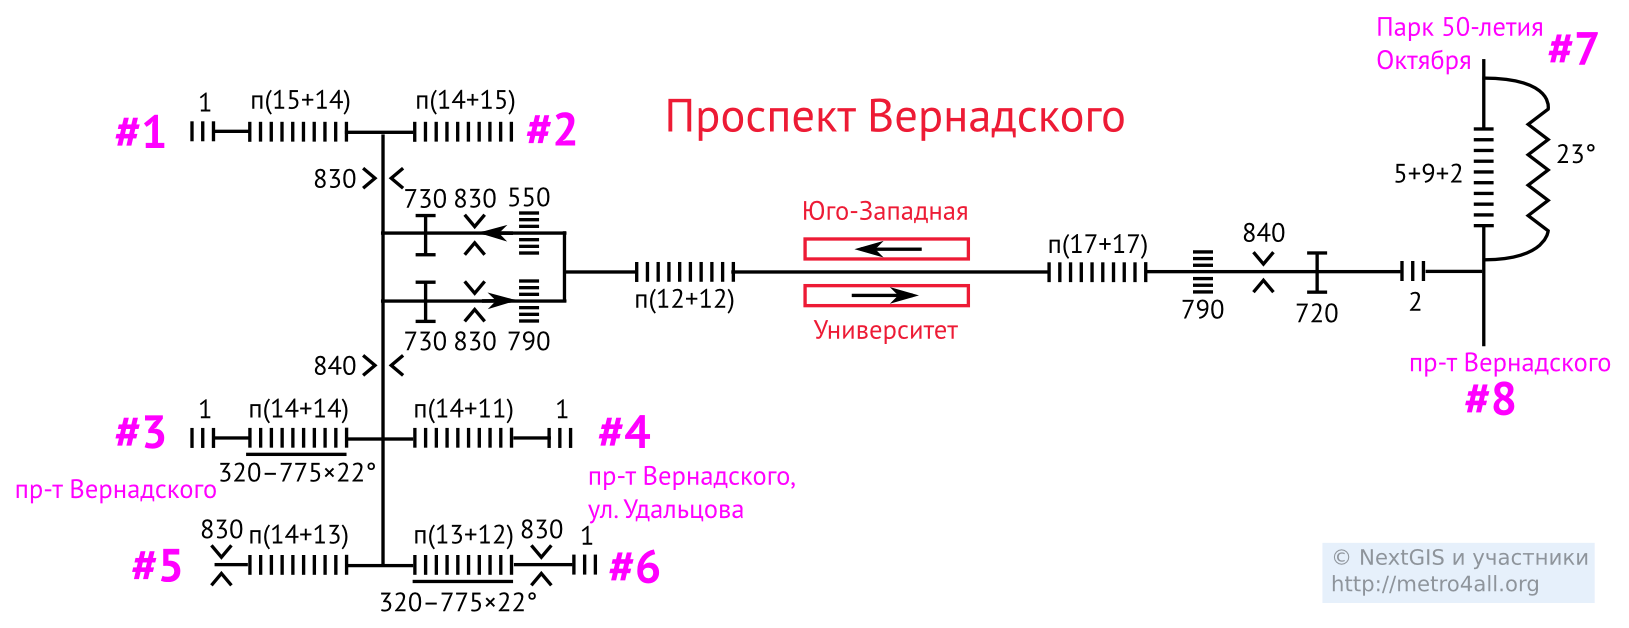 Парк 50-летия
Октября
#7
1
п(15+14)
п(14+15)
#1
#2
Проспект Вернадского
830
730
830
550
5+9+2
23°
Юго-Западная
п(12+12)
п(17+17)
840
790
720
2
Университет
730
830
790
840
пр-т Вернадского
#8
1
п(14+14)
п(14+11)
1
#3
#4
320–775×22°
пр-т Вернадского
пр-т Вернадского,
ул. Удальцова
830
п(14+13)
п(13+12)
830
1
#5
#6
320–775×22°
© NextGIS и участники
http://metro4all.org